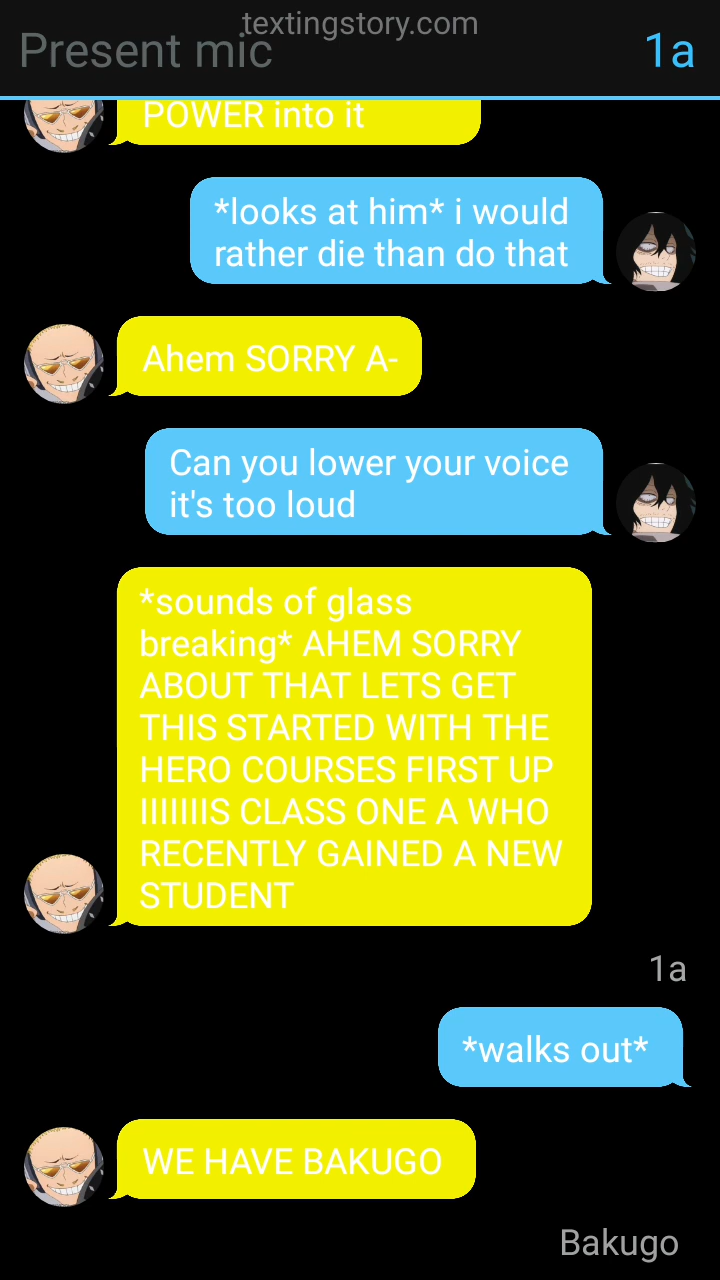 textingstory.com
Present mic
1a
POWER into it
*looks at him* i would
rather die than do that
Ahem SORRY A-
Can you lower your voice
it's too loud
*sounds of glass
breaking* AHEM SORRY
ABOUT THAT LETS GET
THIS STARTED WITH THE
HERO COURSES FIRST UP
IIIIIIIS CLASS ONE A WHO
RECENTLY GAINED A NEW
STUDENT
1a
*walks out*
WE HAVE BAKUGO
Bakugo